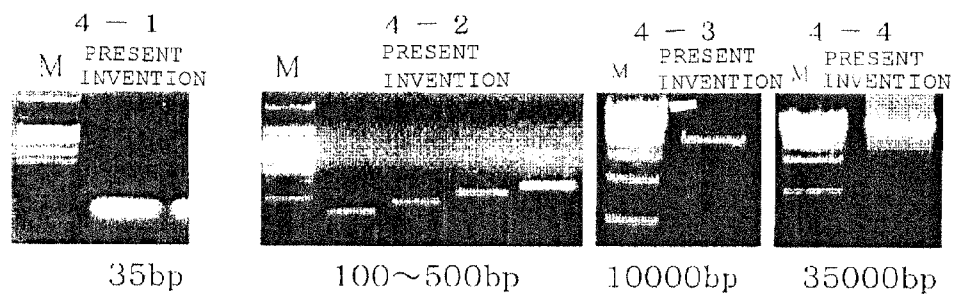 4 - 1
M PRESENT INVENTION
35bp
4 - 2
M PRESENT INVENTION
100~500bp
4 - 3
M PRESENT INVENTION
10000bp
4 - 4
M PRESENT INVENTION
35000bp